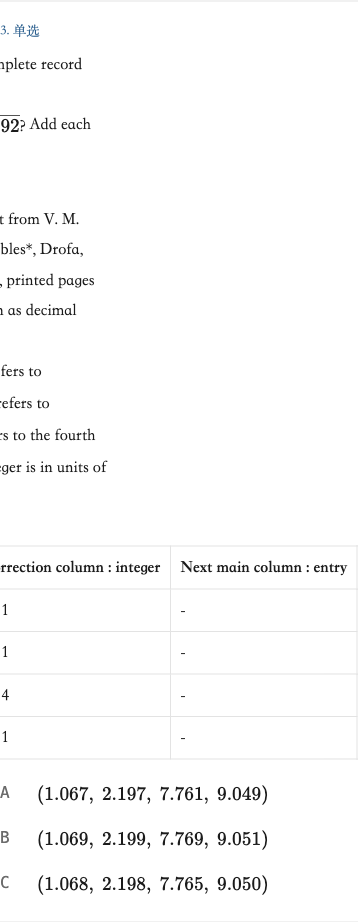 3. 单选
nplete record
92? Add each
t from V. M.
bles*, Drofa,
, printed pages
n as decimal
fers to
refers to
rs to the fourth
eger is in units of
rrection column : integer Next main column : entry
1 -
1 -
4 -
1 -
A (1.067, 2.197, 7.761, 9.049)
B (1.069, 2.199, 7.769, 9.051)
C (1.068, 2.198, 7.765, 9.050)